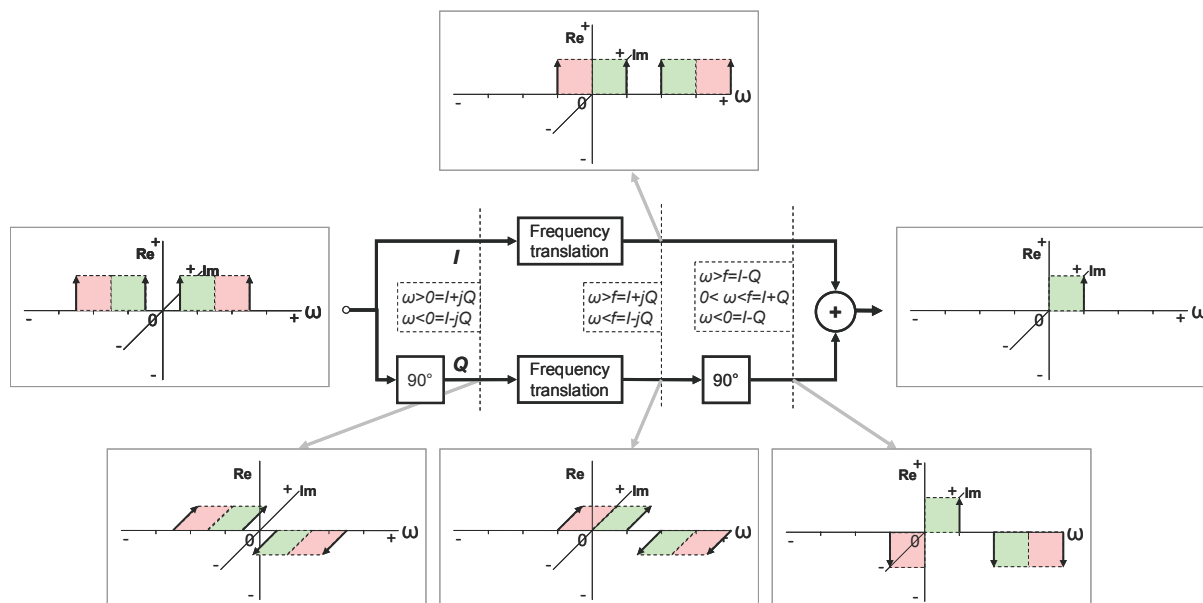 Re
+
+
Im
-
0
+
ω
-
-
Re
+
+
Im
-
0
+
ω
-
-
I
Frequency
translation
ω>0=I+jQ
ω<0=I-jQ
ω>f=I+jQ
ω<f=I-jQ
ω>f=I-Q
0< ω<f=I+Q
ω<0=I-Q
+
90°
Q
Frequency
translation
90°
Re
+
+
Im
-
0
+
ω
-
-
Re
+
Im
-
0
+
ω
-
-
Re
+
Im
-
0
+
ω
-
-
Re
+
+
Im
-
0
+
ω
-
-